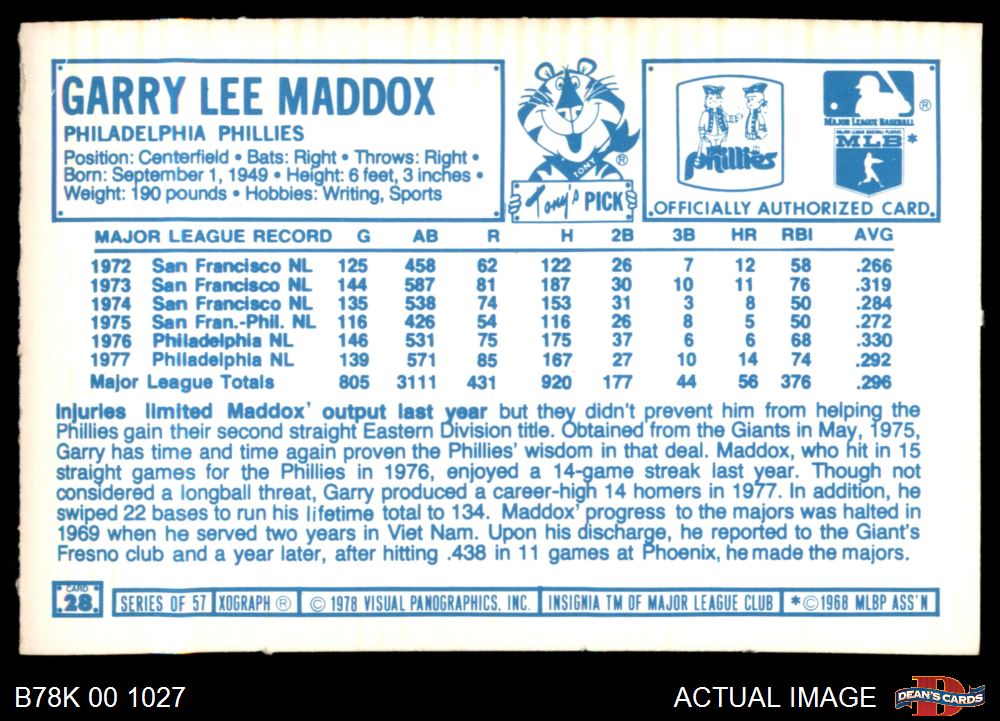 GARRY LEE MADDOX
PHILADELPHIA PHILLIES
Position: Centerfield • Bats: Right • Throws: Right •
Born: September 1, 1949 • Height: 6 feet, 3 inches •
Weight: 190 pounds • Hobbies: Writing, Sports
TONY ®
Tony's PICK
Phillies
®
MAJOR LEAGUE BASEBALL
MAJOR LEAGUE BASEBALL PLAYERS
MLB *
OFFICIALLY AUTHORIZED CARD
MAJOR LEAGUE RECORD G AB R H 2B 3B HR RBI AVG
1972 San Francisco NL 125 458 62 122 26 7 12 58 .266
1973 San Francisco NL 144 587 81 187 30 10 11 76 .319
1974 San Francisco NL 135 538 74 153 31 3 8 50 .284
1975 San Fran.-Phil. NL 116 426 54 116 26 8 5 50 .272
1976 Philadelphia NL 146 531 75 175 37 6 6 68 .330
1977 Philadelphia NL 139 571 85 167 27 10 14 74 .292
Major League Totals 805 3111 431 920 177 44 56 376 .296
Injuries limited Maddox' output last year but they didn't prevent him from helping the
Phillies gain their second straight Eastern Division title. Obtained from the Giants in May, 1975,
Garry has time and time again proven the Phillies' wisdom in that deal. Maddox, who hit in 15
straight games for the Phillies in 1976, enjoyed a 14-game streak last year. Though not
considered a longball threat, Garry produced a career-high 14 homers in 1977. In addition, he
swiped 22 bases to run his lifetime total to 134. Maddox' progress to the majors was halted in
1969 when he served two years in Viet Nam. Upon his discharge, he reported to the Giant's
Fresno club and a year later, after hitting .438 in 11 games at Phoenix, he made the majors.
CARD
28
SERIES OF 57 XOGRAPH ® © 1978 VISUAL PANOGRAPHICS, INC. INSIGNIA TM OF MAJOR LEAGUE CLUB *©1968 MLBP ASS'N
B78K 00 1027
ACTUAL IMAGE
D
DEAN'S CARDS